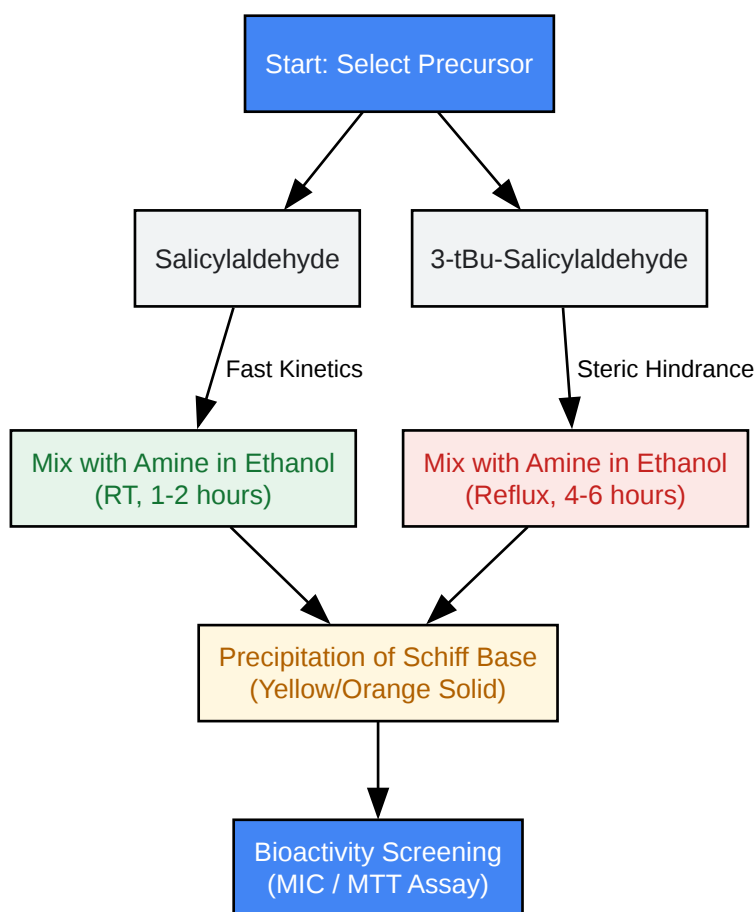 Start: Select Precursor
Salicylaldehyde
3-tBu-Salicylaldehyde
Fast Kinetics
Steric Hindrance
Mix with Amine in Ethanol
(RT, 1-2 hours)
Mix with Amine in Ethanol
(Reflux, 4-6 hours)
Precipitation of Schiff Base
(Yellow/Orange Solid)
Bioactivity Screening
(MIC / MTT Assay)